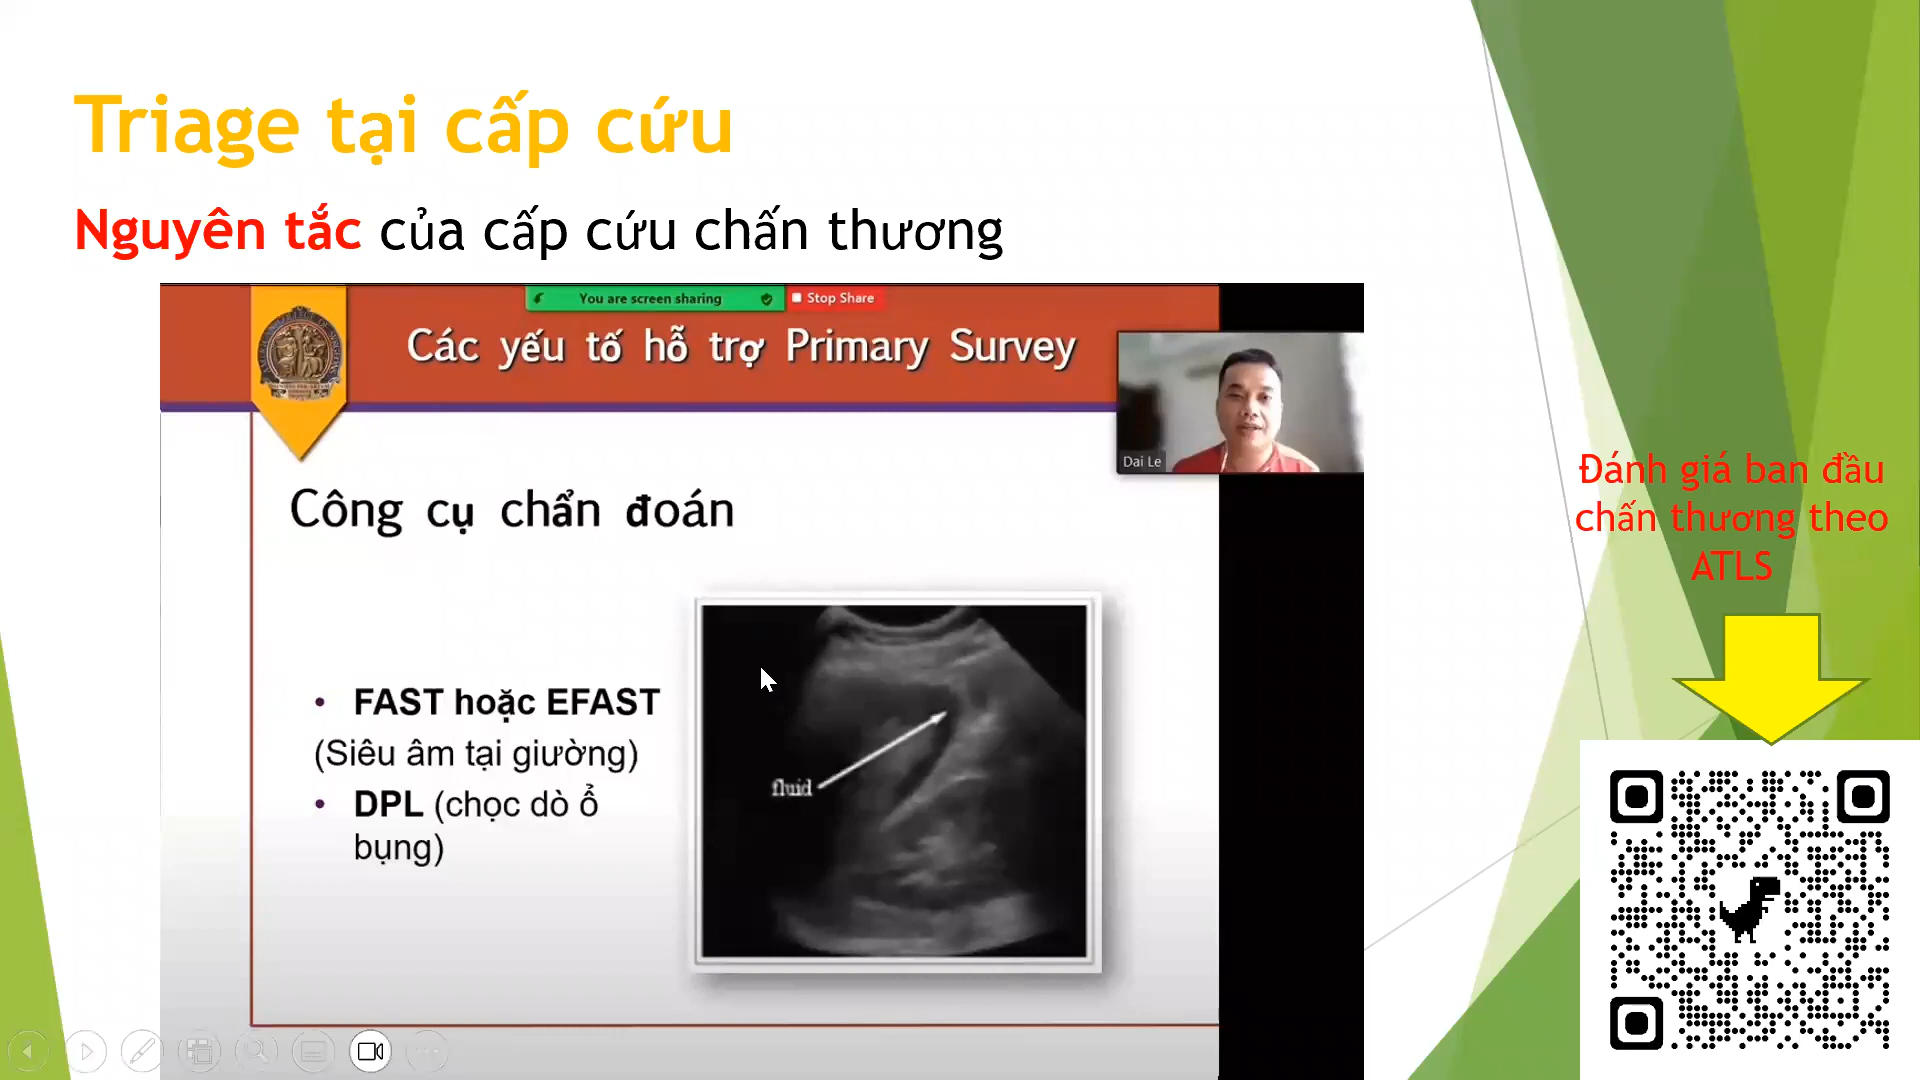 Triage tại cấp cứu
Nguyên tắc của cấp cứu chấn thương
You are screen sharing
Stop Share
Các yếu tố hỗ trợ Primary Survey
Dai Le
Công cụ chẩn đoán
• FAST hoặc EFAST
(Siêu âm tại giường)
• DPL (chọc dò ổ
bụng)
fluid
Đánh giá ban đầu
chấn thương theo
ATLS